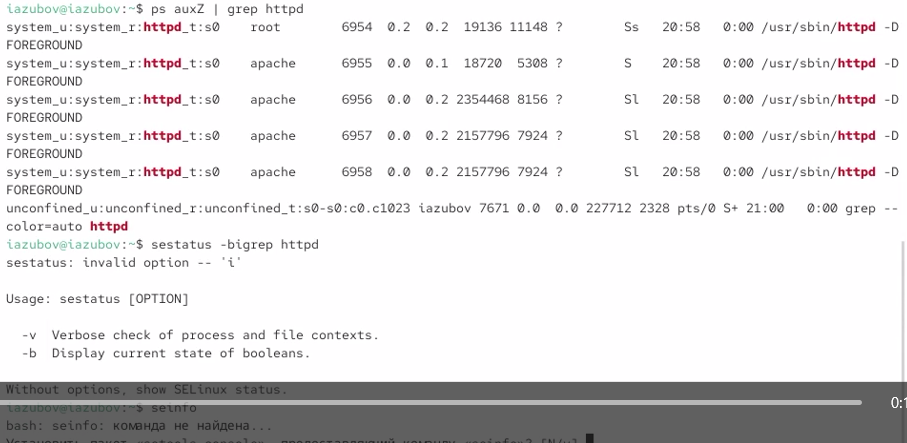 iazubov@iazubov:~$ ps auxZ | grep httpd
system_u:system_r:httpd_t:s0    root        6954  0.2  0.2  19136 11148 ?        Ss   20:58   0:00 /usr/sbin/httpd -D
FOREGROUND
system_u:system_r:httpd_t:s0    apache      6955  0.0  0.1  18720  5308 ?        S    20:58   0:00 /usr/sbin/httpd -D
FOREGROUND
system_u:system_r:httpd_t:s0    apache      6956  0.0  0.2 2354468 8156 ?        Sl   20:58   0:00 /usr/sbin/httpd -D
FOREGROUND
system_u:system_r:httpd_t:s0    apache      6957  0.0  0.2 2157796 7924 ?        Sl   20:58   0:00 /usr/sbin/httpd -D
FOREGROUND
system_u:system_r:httpd_t:s0    apache      6958  0.0  0.2 2157796 7924 ?        Sl   20:58   0:00 /usr/sbin/httpd -D
FOREGROUND
unconfined_u:unconfined_r:unconfined_t:s0-s0:c0.c1023 iazubov 7671 0.0  0.0 227712 2328 pts/0 S+ 21:00   0:00 grep --
color=auto httpd
iazubov@iazubov:~$ sestatus -bigrep httpd
sestatus: invalid option -- 'i'
Usage: sestatus [OPTION]
  -v  Verbose check of process and file contexts.
  -b  Display current state of booleans.
Without options, show SELinux status.
0:1
iazubov@iazubov:~$ seinfo
bash: seinfo: команда не найдена...
Установить пакет «setools-console», предоставляющий команду «seinfo»? [N/y]